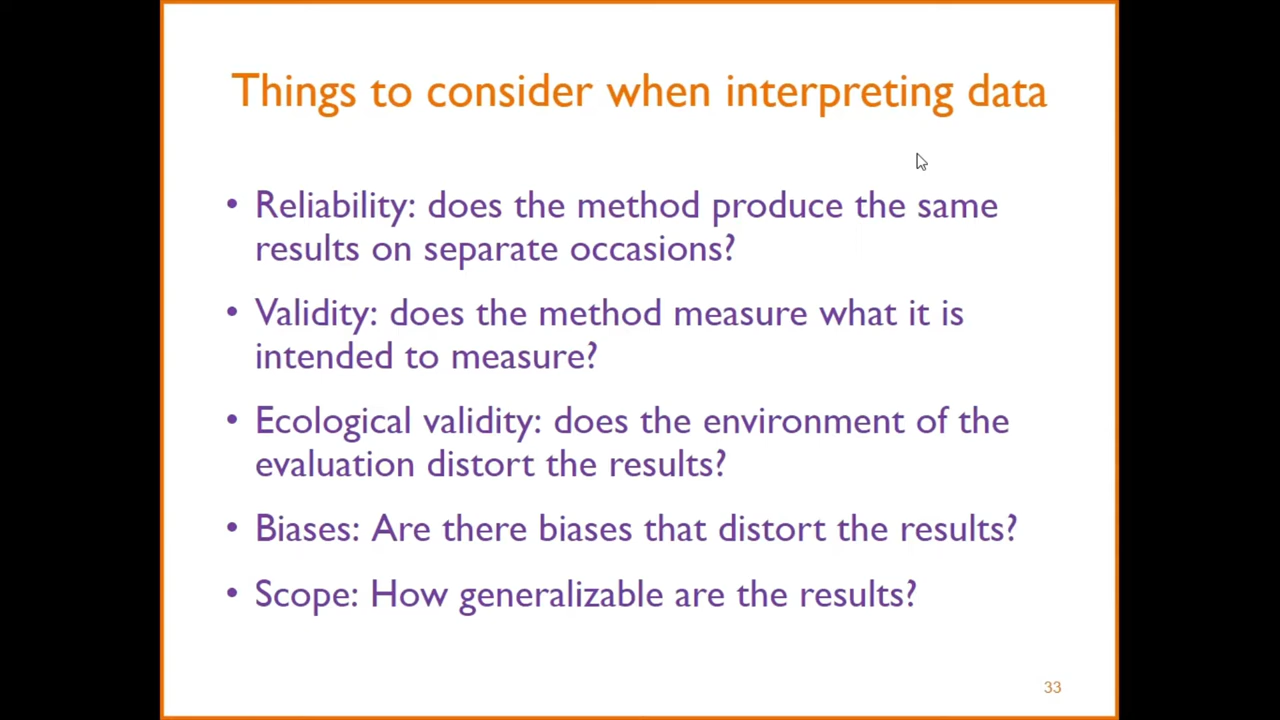 Things to consider when interpreting data
• Reliability: does the method produce the same
results on separate occasions?
• Validity: does the method measure what it is
intended to measure?
• Ecological validity: does the environment of the
evaluation distort the results?
• Biases: Are there biases that distort the results?
• Scope: How generalizable are the results?
33